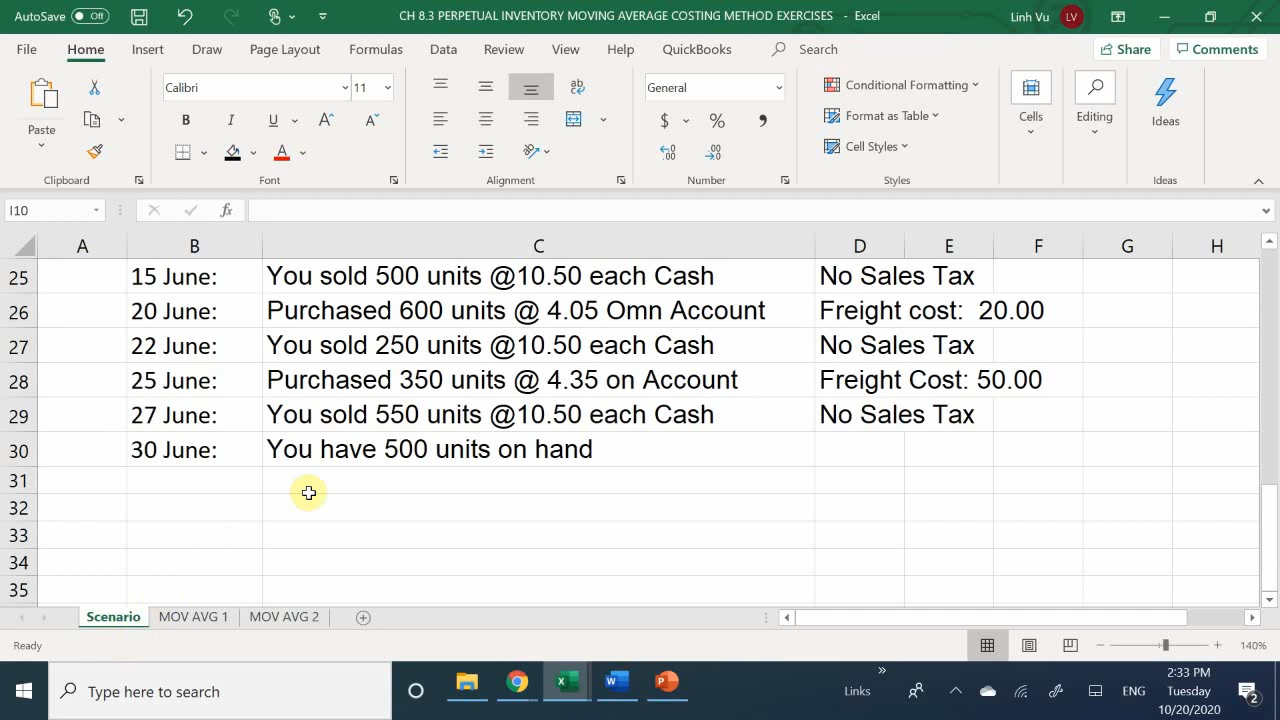 AutoSave Off CH 8.3 PERPETUAL INVENTORY MOVING AVERAGE COSTING METHOD EXERCISES - Excel Linh Vu LV
File Home Insert Draw Page Layout Formulas Data Review View Help QuickBooks Search Share Comments
Calibri 11 General Conditional Formatting
Paste B I U A A $ % Format as Table Cells Editing Ideas
Cell Styles
Clipboard Font Alignment Number Styles Ideas
I10 fx
A B C D E F G H
25 15 June: You sold 500 units @10.50 each Cash No Sales Tax
26 20 June: Purchased 600 units @ 4.05 Omn Account Freight cost: 20.00
27 22 June: You sold 250 units @10.50 each Cash No Sales Tax
28 25 June: Purchased 350 units @ 4.35 on Account Freight Cost: 50.00
29 27 June: You sold 550 units @10.50 each Cash No Sales Tax
30 30 June: You have 500 units on hand
31
32
33
34
35
Scenario MOV AVG 1 MOV AVG 2
Ready 140%
Type here to search Links ENG 2:33 PM
Tuesday
10/20/2020 2